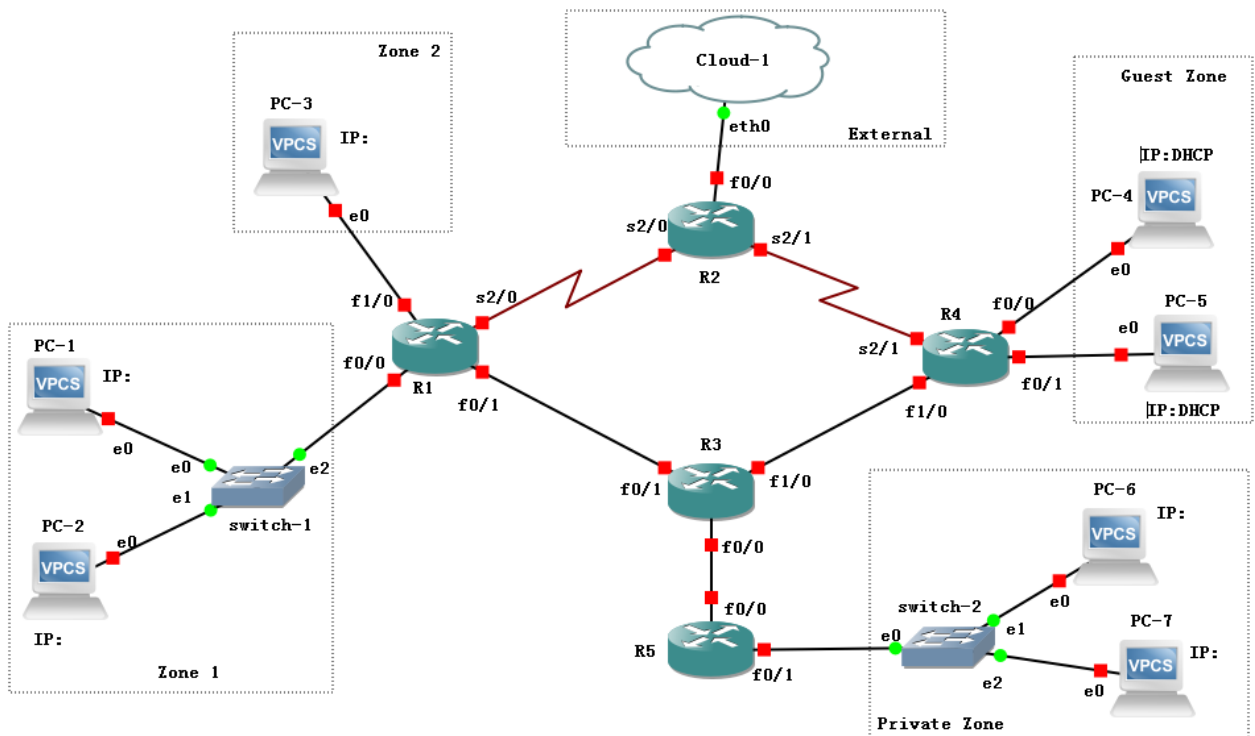 Zone 2
PC-3
VPCS
IP:
e0
Cloud-1
eth0
External
f0/0
s2/0
s2/1
R2
Guest Zone
IP:DHCP
PC-4
VPCS
e0
f0/0
R4
s2/1
e0
PC-5
VPCS
f0/1
IP:DHCP
f1/0
f1/0
s2/0
R1
f0/0
f0/1
PC-1
VPCS
IP:
e0
e0
e2
e1
switch-1
PC-2
VPCS
e0
IP:
Zone 1
R3
f0/1
f1/0
f0/0
f0/0
R5
f0/1
PC-6
VPCS
IP:
e0
switch-2
e0
e1
e2
PC-7
VPCS
IP:
e0
Private Zone